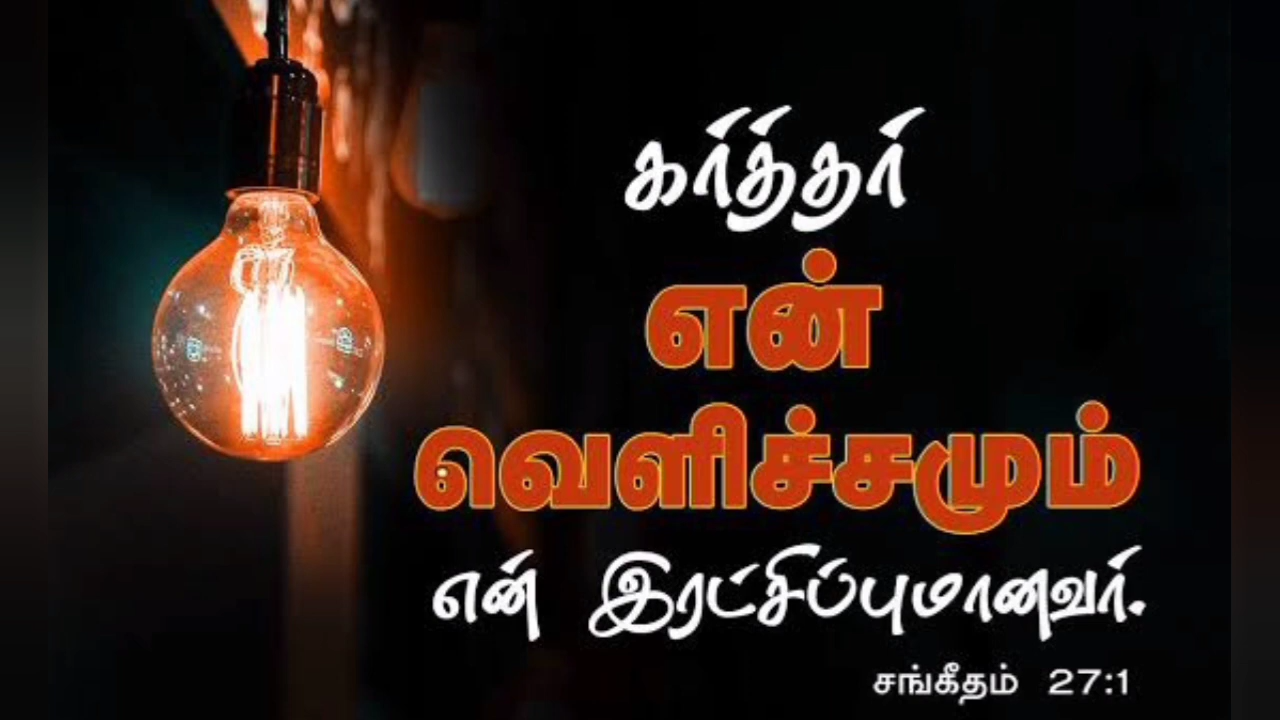 கர்த்தர்
என்
வெளிச்சமும்
என் இரட்சிப்புமானவர்.
சங்கீதம் 27:1